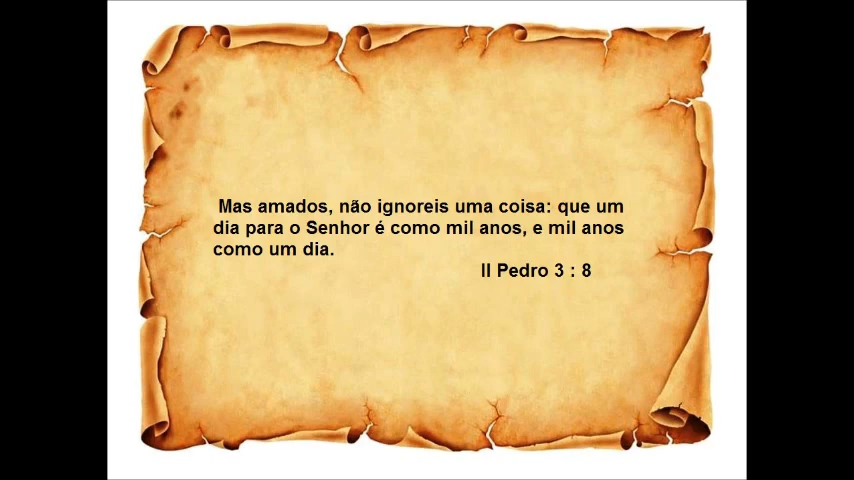 Mas amados, não ignoreis uma coisa: que um
dia para o Senhor é como mil anos, e mil anos
como um dia.
II Pedro 3 : 8